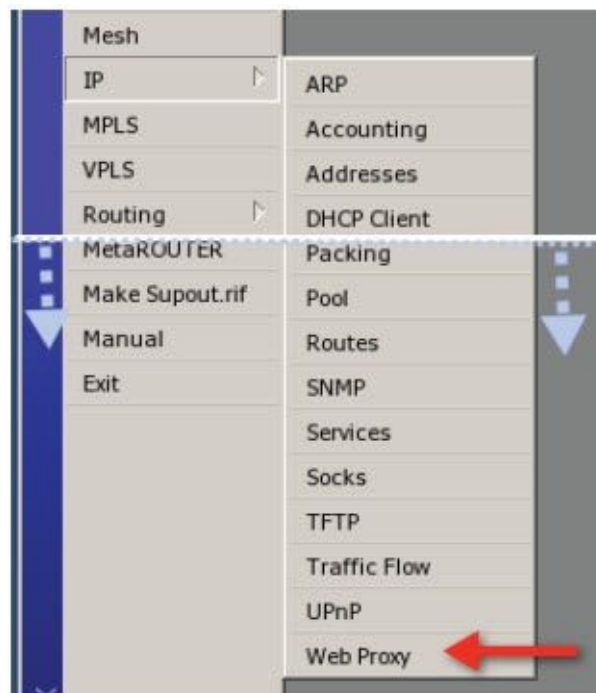 Mesh
IP
MPLS
VPLS
Routing
MetaROUTER
Make Supout.rif
Manual
Exit
ARP
Accounting
Addresses
DHCP Client
Packing
Pool
Routes
SNMP
Services
Socks
TFTP
Traffic Flow
UPnP
Web Proxy